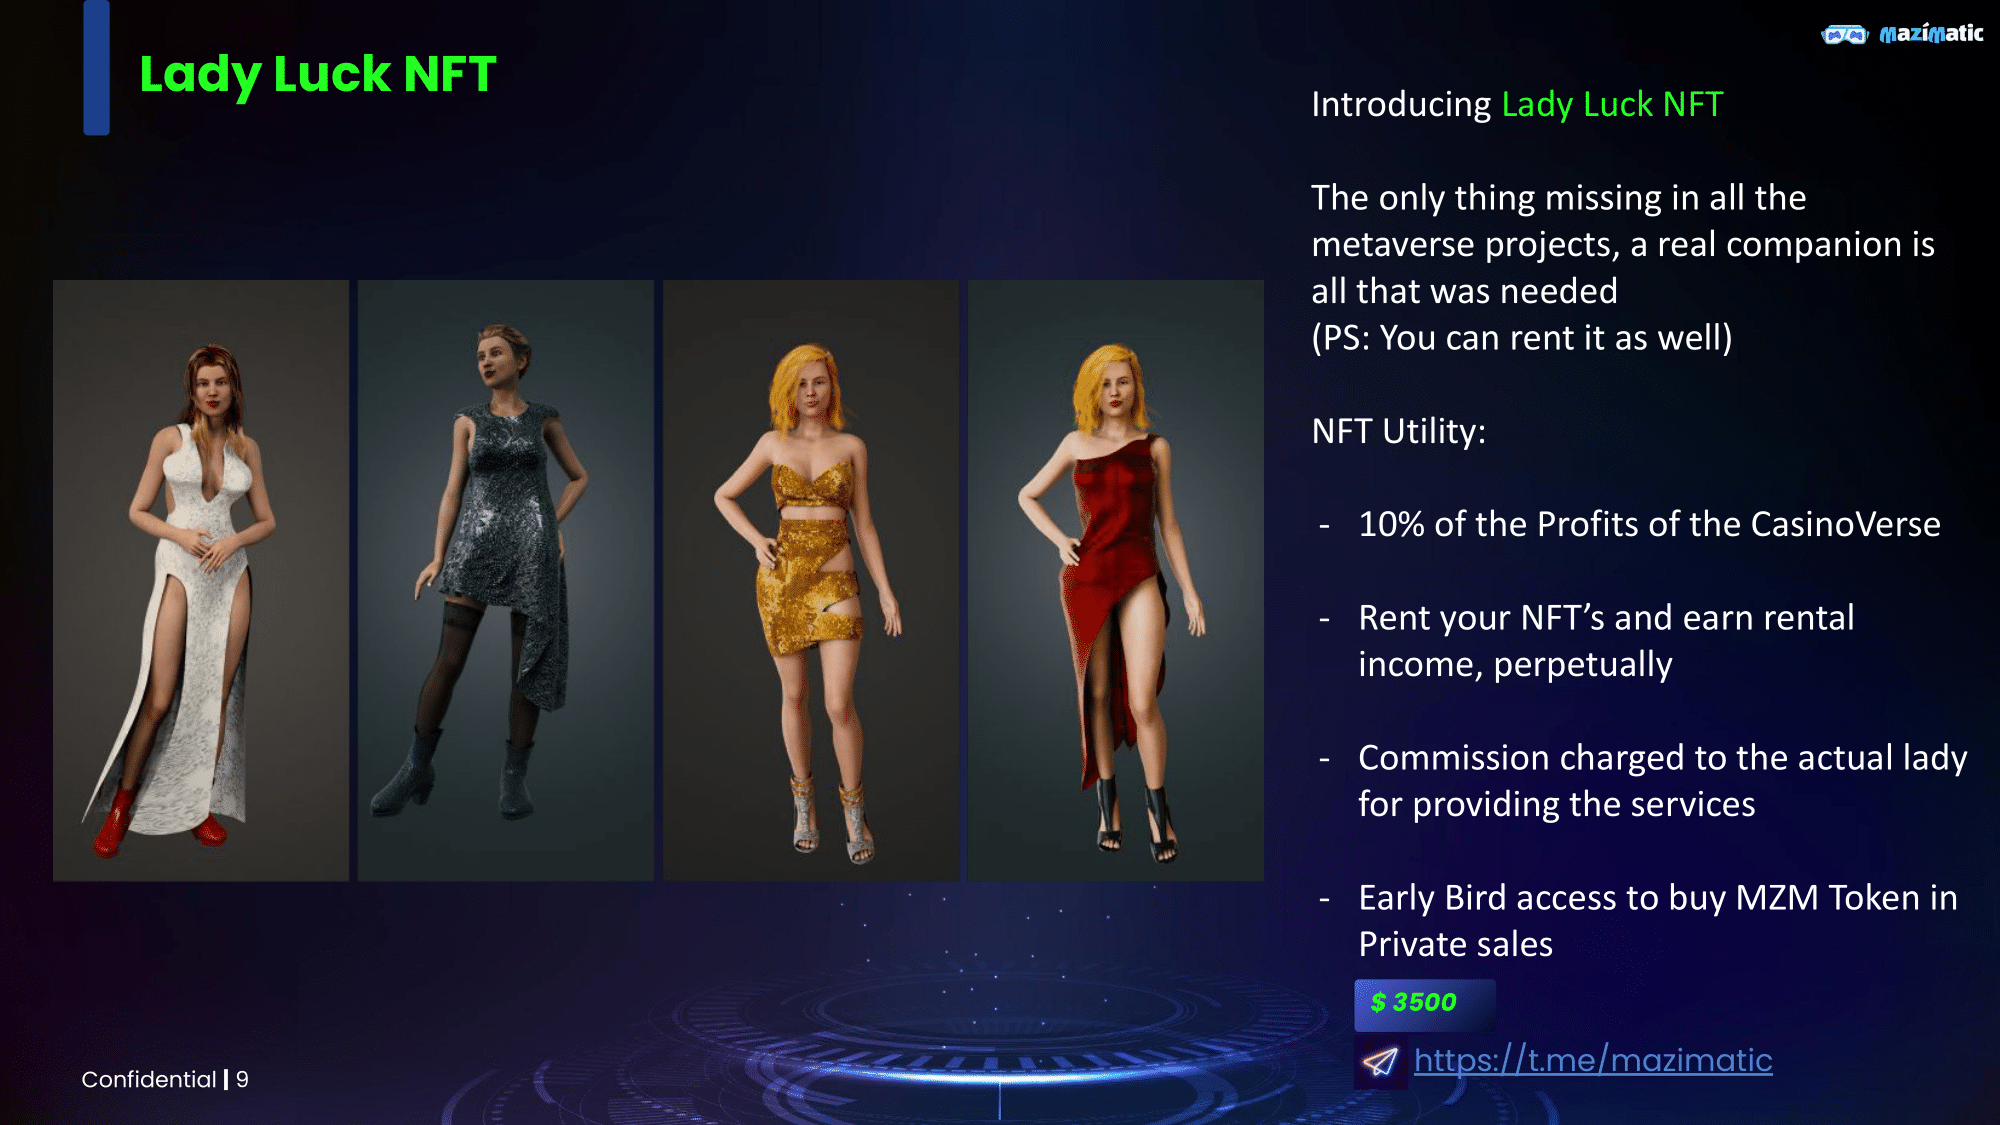 Lady Luck NFT
mazímatic
Introducing Lady Luck NFT
The only thing missing in all the
metaverse projects, a real companion is
all that was needed
(PS: You can rent it as well)
NFT Utility:
- 10% of the Profits of the CasinoVerse
- Rent your NFT’s and earn rental
income, perpetually
- Commission charged to the actual lady
for providing the services
- Early Bird access to buy MZM Token in
Private sales
$ 3500
https://t.me/mazimatic
Confidential | 9